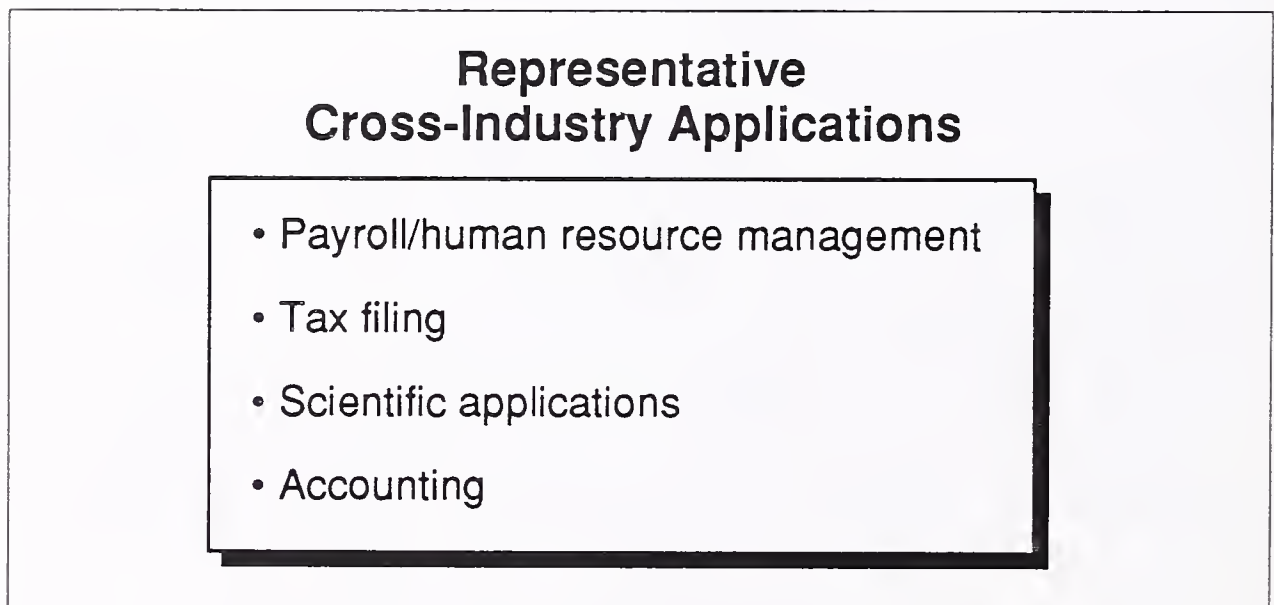 Representative
Cross-Industry Applications
• Payroll/human resource management
• Tax filing
• Scientific applications
• Accounting